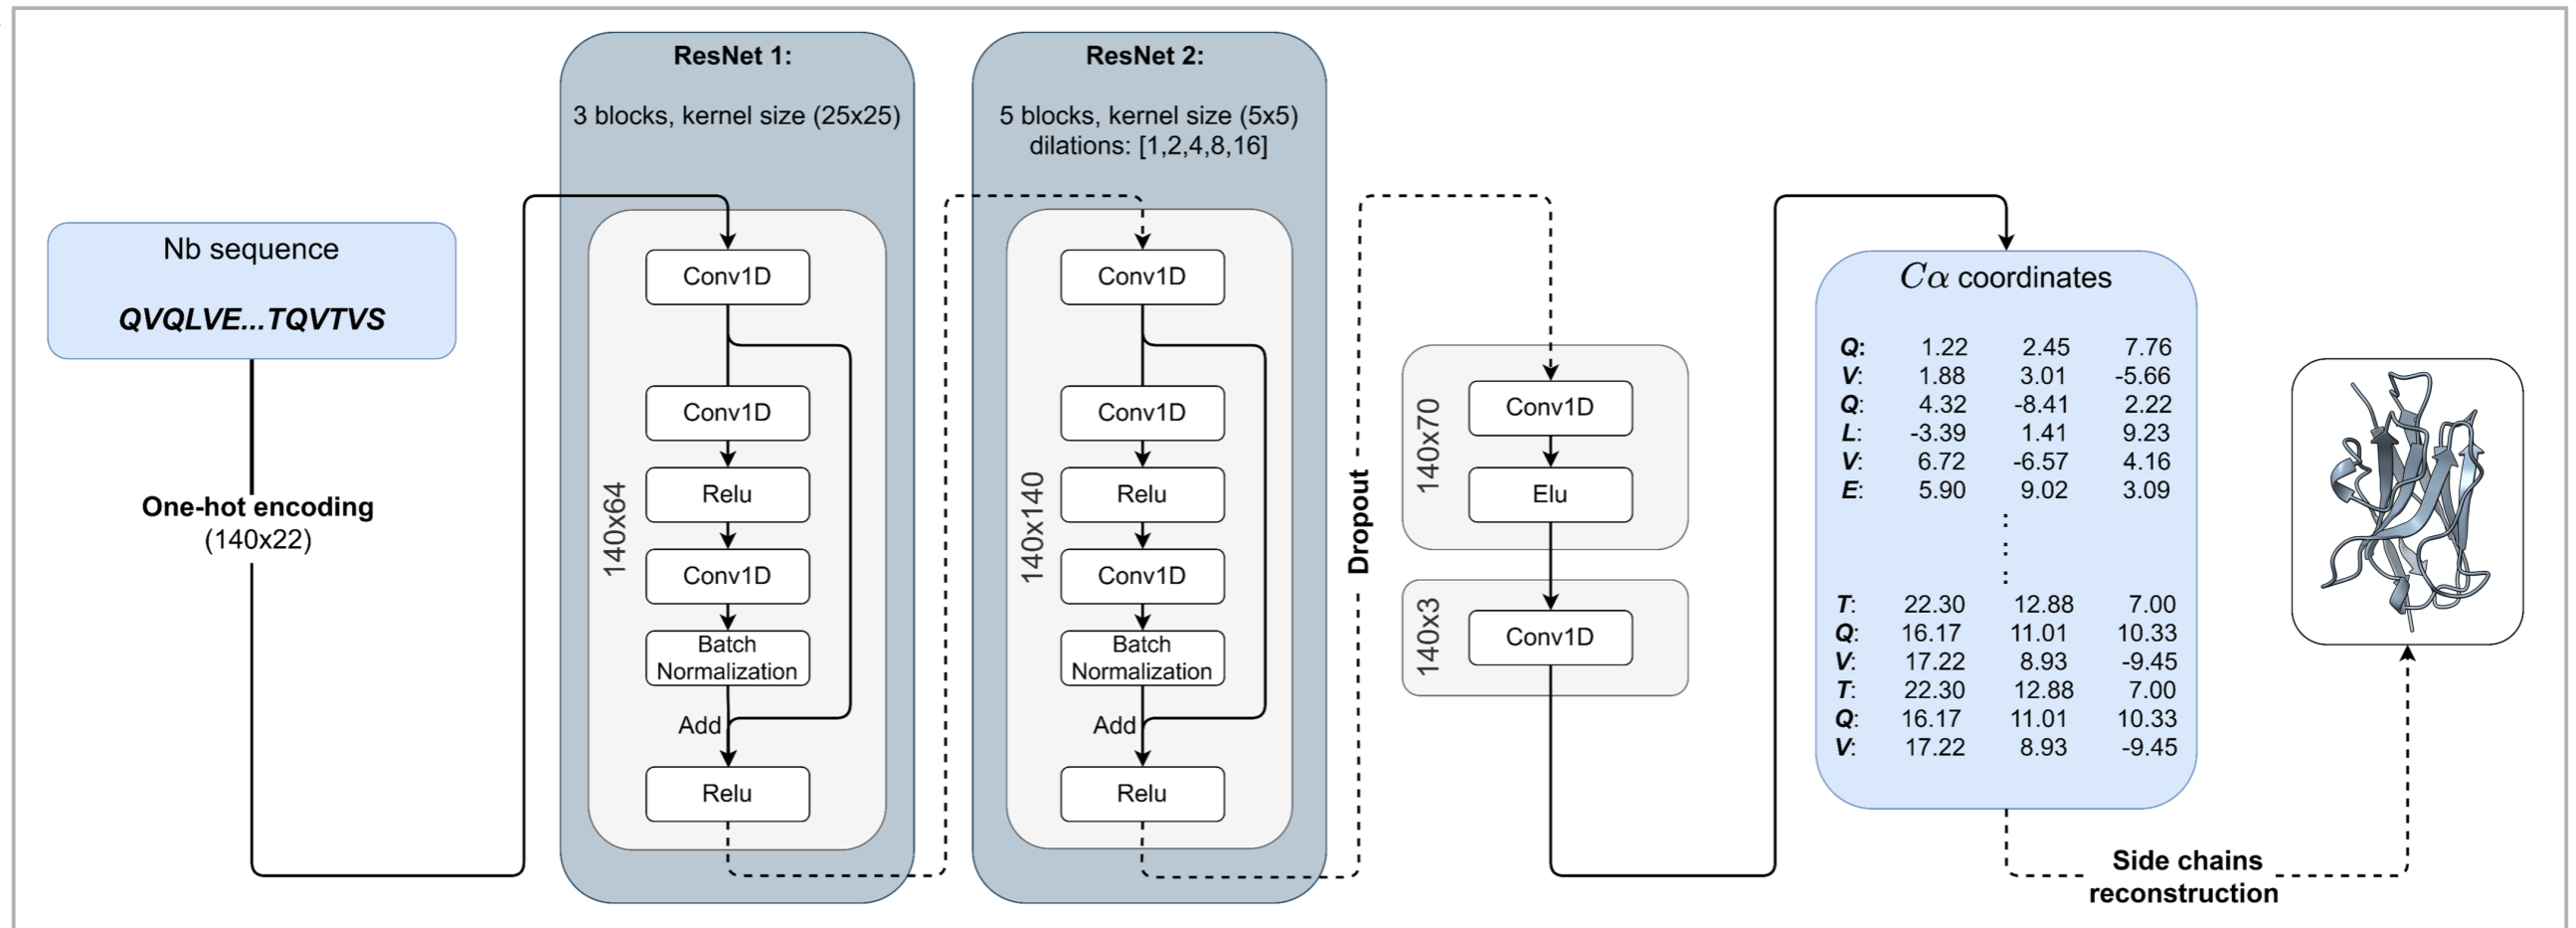 Nb sequence
QVQLVE...TQVTVS
One-hot encoding
(140x22)
ResNet 1:
3 blocks, kernel size (25x25)
140x64
Conv1D
Conv1D
Relu
Conv1D
Batch
Normalization
Add
Relu
ResNet 2:
5 blocks, kernel size (5x5)
dilations: [1,2,4,8,16]
140x140
Conv1D
Conv1D
Relu
Conv1D
Batch
Normalization
Add
Relu
Dropout
140x70
Conv1D
Elu
140x3
Conv1D
Cα coordinates
Q: 1.22 2.45 7.76
V: 1.88 3.01 -5.66
Q: 4.32 -8.41 2.22
L: -3.39 1.41 9.23
V: 6.72 -6.57 4.16
E: 5.90 9.02 3.09
:
:
:
T: 22.30 12.88 7.00
Q: 16.17 11.01 10.33
V: 17.22 8.93 -9.45
T: 22.30 12.88 7.00
Q: 16.17 11.01 10.33
V: 17.22 8.93 -9.45
Side chains
reconstruction